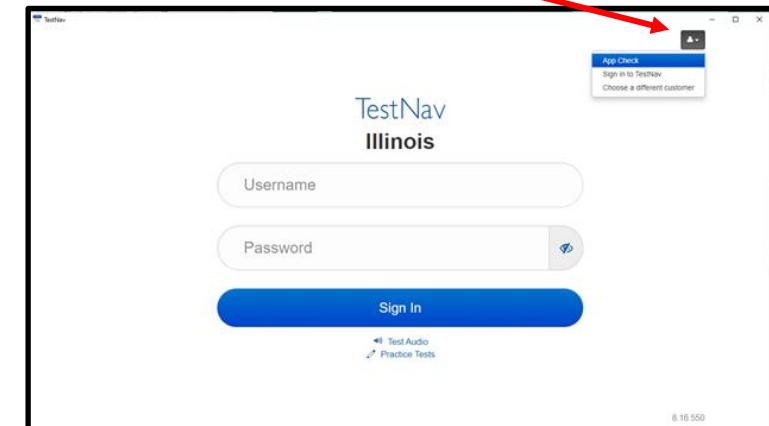 TestNav
App Check
Sign in to TestNav
Choose a different customer
TestNav
Illinois
Username
Password
Sign In
Test Audio
Practice Tests
8.16.550